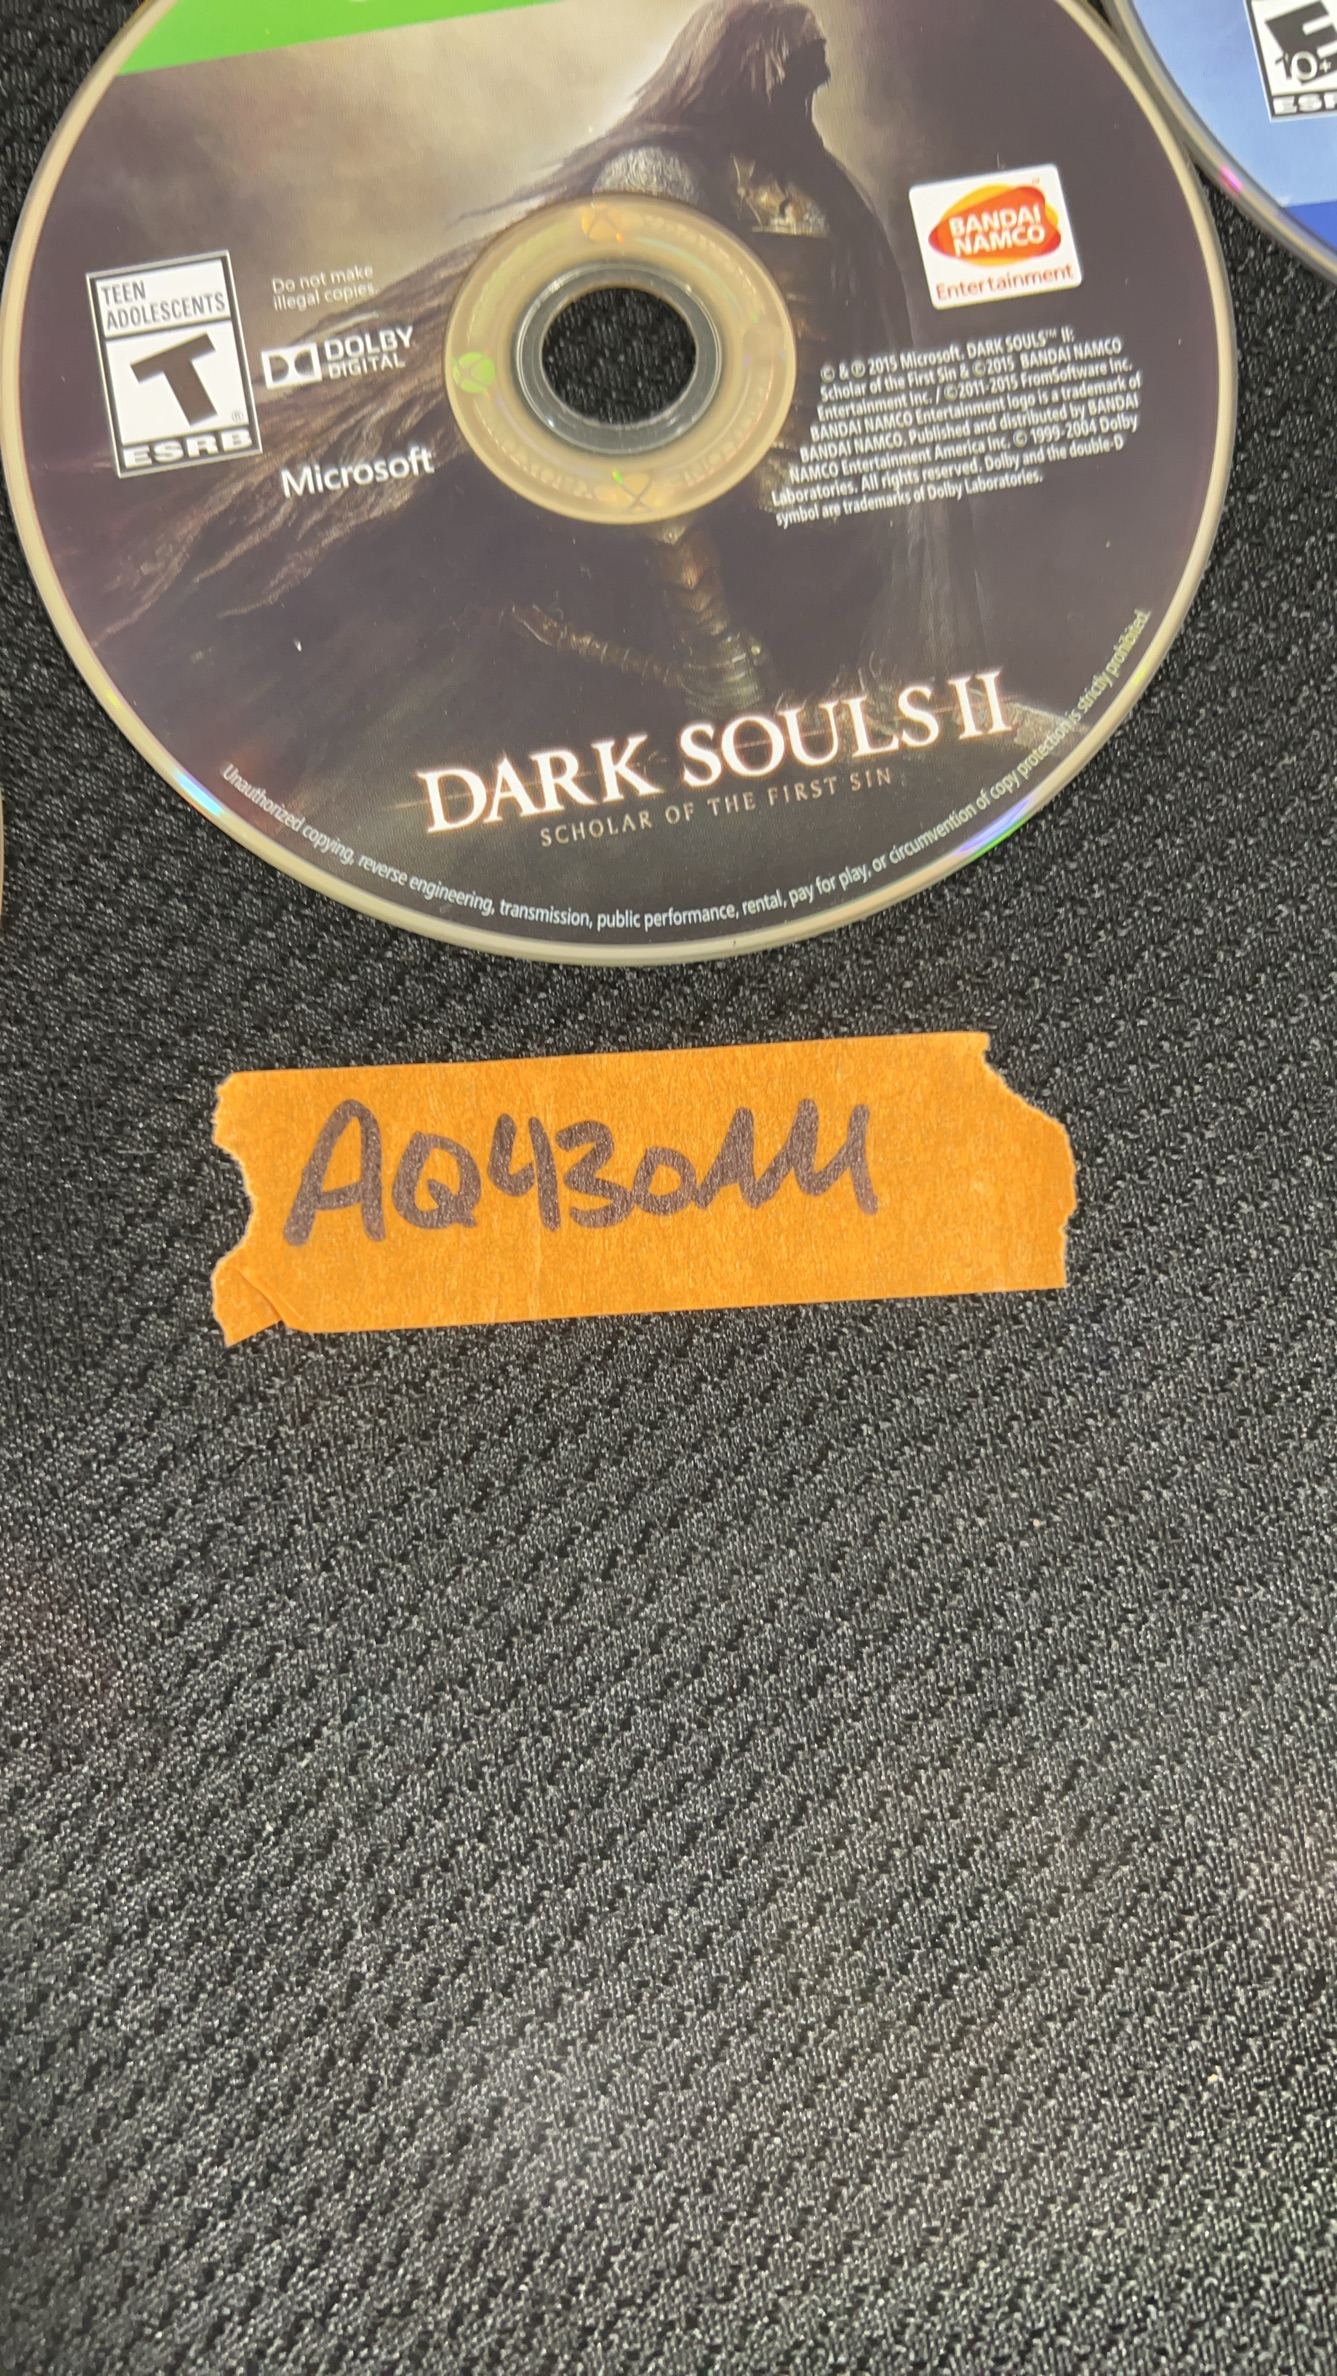 TEEN
ADOLESCENTS
T
®
ESRB
Do not make
illegal copies.
DOLBY
DIGITAL
Microsoft
BANDAI
NAMCO
Entertainment
© & ℗ 2015 Microsoft. DARK SOULS™ II:
Scholar of the First Sin & ©2015 BANDAI NAMCO
Entertainment Inc. / ©2011-2015 FromSoftware Inc.
BANDAI NAMCO Entertainment logo is a trademark of
BANDAI NAMCO. Published and distributed by BANDAI
NAMCO Entertainment America Inc. © 1999-2004 Dolby
Laboratories. All rights reserved. Dolby and the double-D
symbol are trademarks of Dolby Laboratories.
DARK SOULS II
SCHOLAR OF THE FIRST SIN
Unauthorized copying, reverse engineering, transmission, public performance, rental, pay for play, or circumvention of copy protection is strictly prohibited.
10+
AQ430